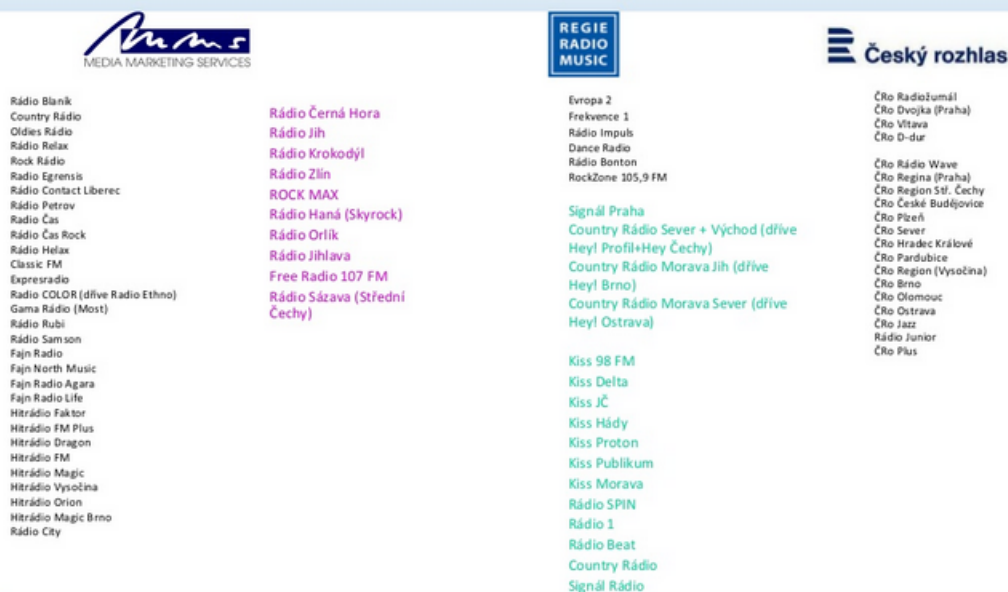 mms
MEDIA MARKETING SERVICES
Rádio Blaník
Country Rádio
Oldies Rádio
Rádio Relax
Rock Rádio
Radio Egrensis
Rádio Contact Liberec
Rádio Petrov
Radio Čas
Rádio Čas Rock
Rádio Helax
Classic FM
Expresradio
Radio COLOR (dříve Radio Ethno)
Gama Rádio (Most)
Rádio Rubi
Rádio Samson
Fajn Radio
Fajn North Music
Fajn Radio Agara
Fajn Radio Life
Hitrádio Faktor
Hitrádio FM Plus
Hitrádio Dragon
Hitrádio FM
Hitrádio Magic
Hitrádio Vysočina
Hitrádio Orion
Hitrádio Magic Brno
Rádio City
Rádio Černá Hora
Rádio Jih
Rádio Krokodýl
Rádio Zlín
ROCK MAX
Rádio Haná (Skyrock)
Rádio Orlík
Rádio Jihlava
Free Radio 107 FM
Rádio Sázava (Střední
Čechy)
REGIE
RADIO
MUSIC
Evropa 2
Frekvence 1
Rádio Impuls
Dance Radio
Rádio Bonton
RockZone 105,9 FM
Signál Praha
Country Rádio Sever + Východ (dříve
Hey! Profil+Hey Čechy)
Country Rádio Morava Jih (dříve
Hey! Brno)
Country Rádio Morava Sever (dříve
Hey! Ostrava)
Kiss 98 FM
Kiss Delta
Kiss JČ
Kiss Hády
Kiss Proton
Kiss Publikum
Kiss Morava
Rádio SPIN
Rádio 1
Rádio Beat
Country Rádio
Signál Rádio
Český rozhlas
ČRo Radiožurnál
ČRo Dvojka (Praha)
ČRo Vltava
ČRo D-dur
ČRo Rádio Wave
ČRo Regina (Praha)
ČRo Region Stř. Čechy
ČRo České Budějovice
ČRo Plzeň
ČRo Sever
ČRo Hradec Králové
ČRo Pardubice
ČRo Region (Vysočina)
ČRo Brno
ČRo Olomouc
ČRo Ostrava
ČRo Jazz
Rádio Junior
ČRo Plus